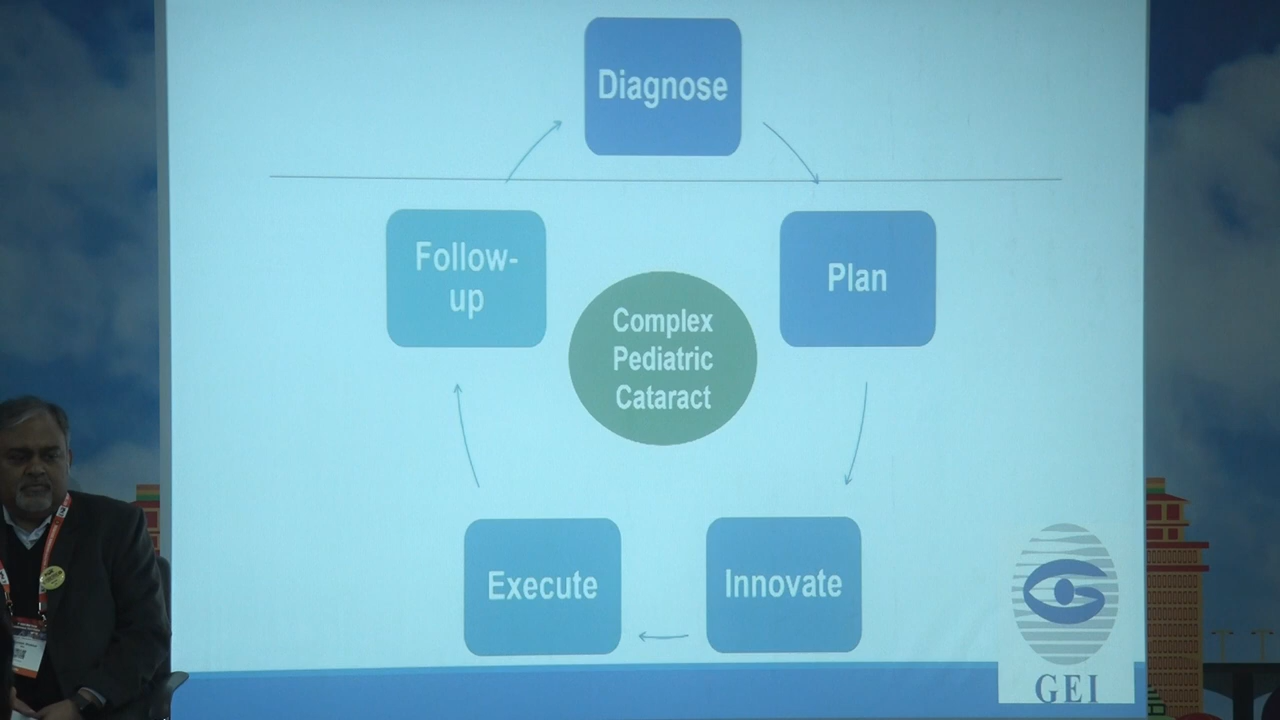 Diagnose
Follow-
up
Plan
Complex
Pediatric
Cataract
Execute
Innovate
GEI